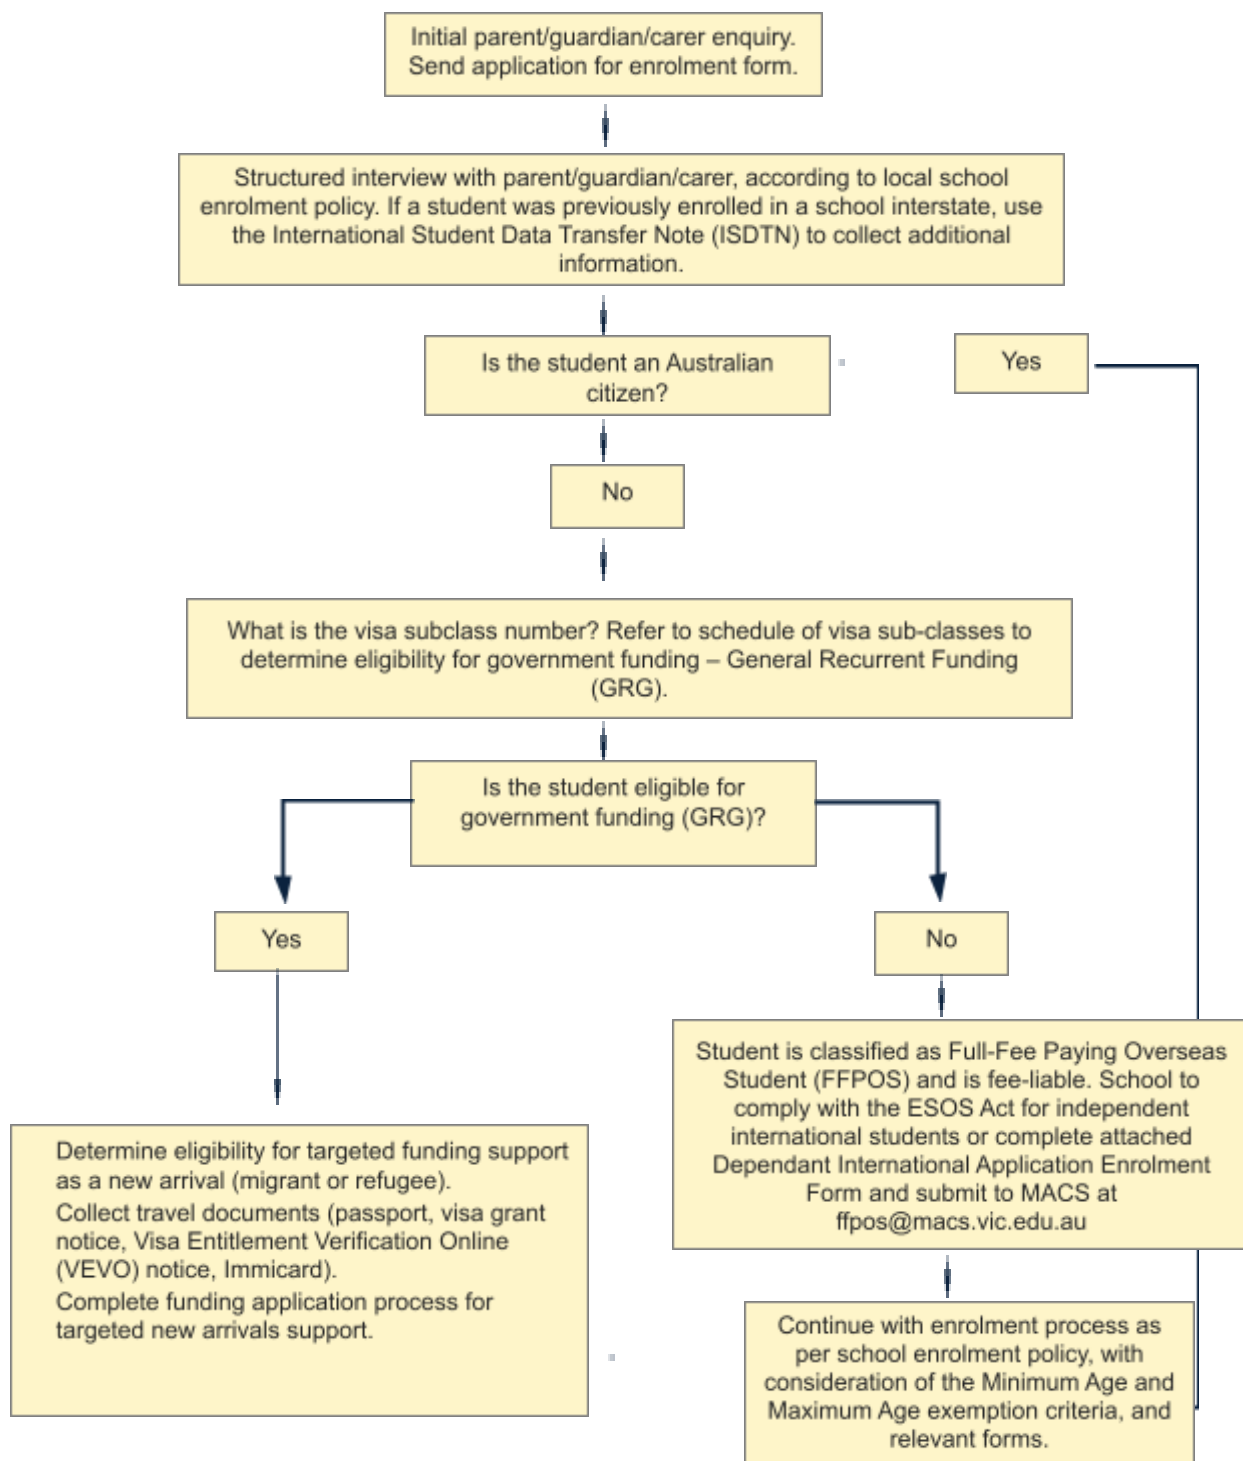 Initial parent/guardian/carer enquiry.
Send application for enrolment form.
Structured interview with parent/guardian/carer, according to local school
enrolment policy. If a student was previously enrolled in a school interstate, use
the International Student Data Transfer Note (ISDTN) to collect additional
information.
Is the student an Australian
citizen?
Yes
No
What is the visa subclass number? Refer to schedule of visa sub-classes to
determine eligibility for government funding – General Recurrent Funding
(GRG).
Is the student eligible for
government funding (GRG)?
Yes
No
Student is classified as Full-Fee Paying Overseas
Student (FFPOS) and is fee-liable. School to
comply with the ESOS Act for independent
international students or complete attached
Dependant International Application Enrolment
Form and submit to MACS at
ffpos@macs.vic.edu.au
Determine eligibility for targeted funding support
as a new arrival (migrant or refugee).
Collect travel documents (passport, visa grant
notice, Visa Entitlement Verification Online
(VEVO) notice, Immicard).
Complete funding application process for
targeted new arrivals support.
Continue with enrolment process as
per school enrolment policy, with
consideration of the Minimum Age and
Maximum Age exemption criteria, and
relevant forms.